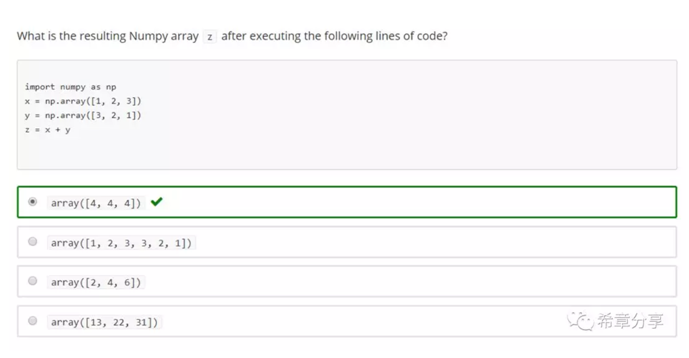 What is the resulting Numpy array z after executing the following lines of code?
import numpy as np
x = np.array([1, 2, 3])
y = np.array([3, 2, 1])
z = x + y
array([4, 4, 4])
array([1, 2, 3, 3, 2, 1])
array([2, 4, 6])
array([13, 22, 31])
希章分享